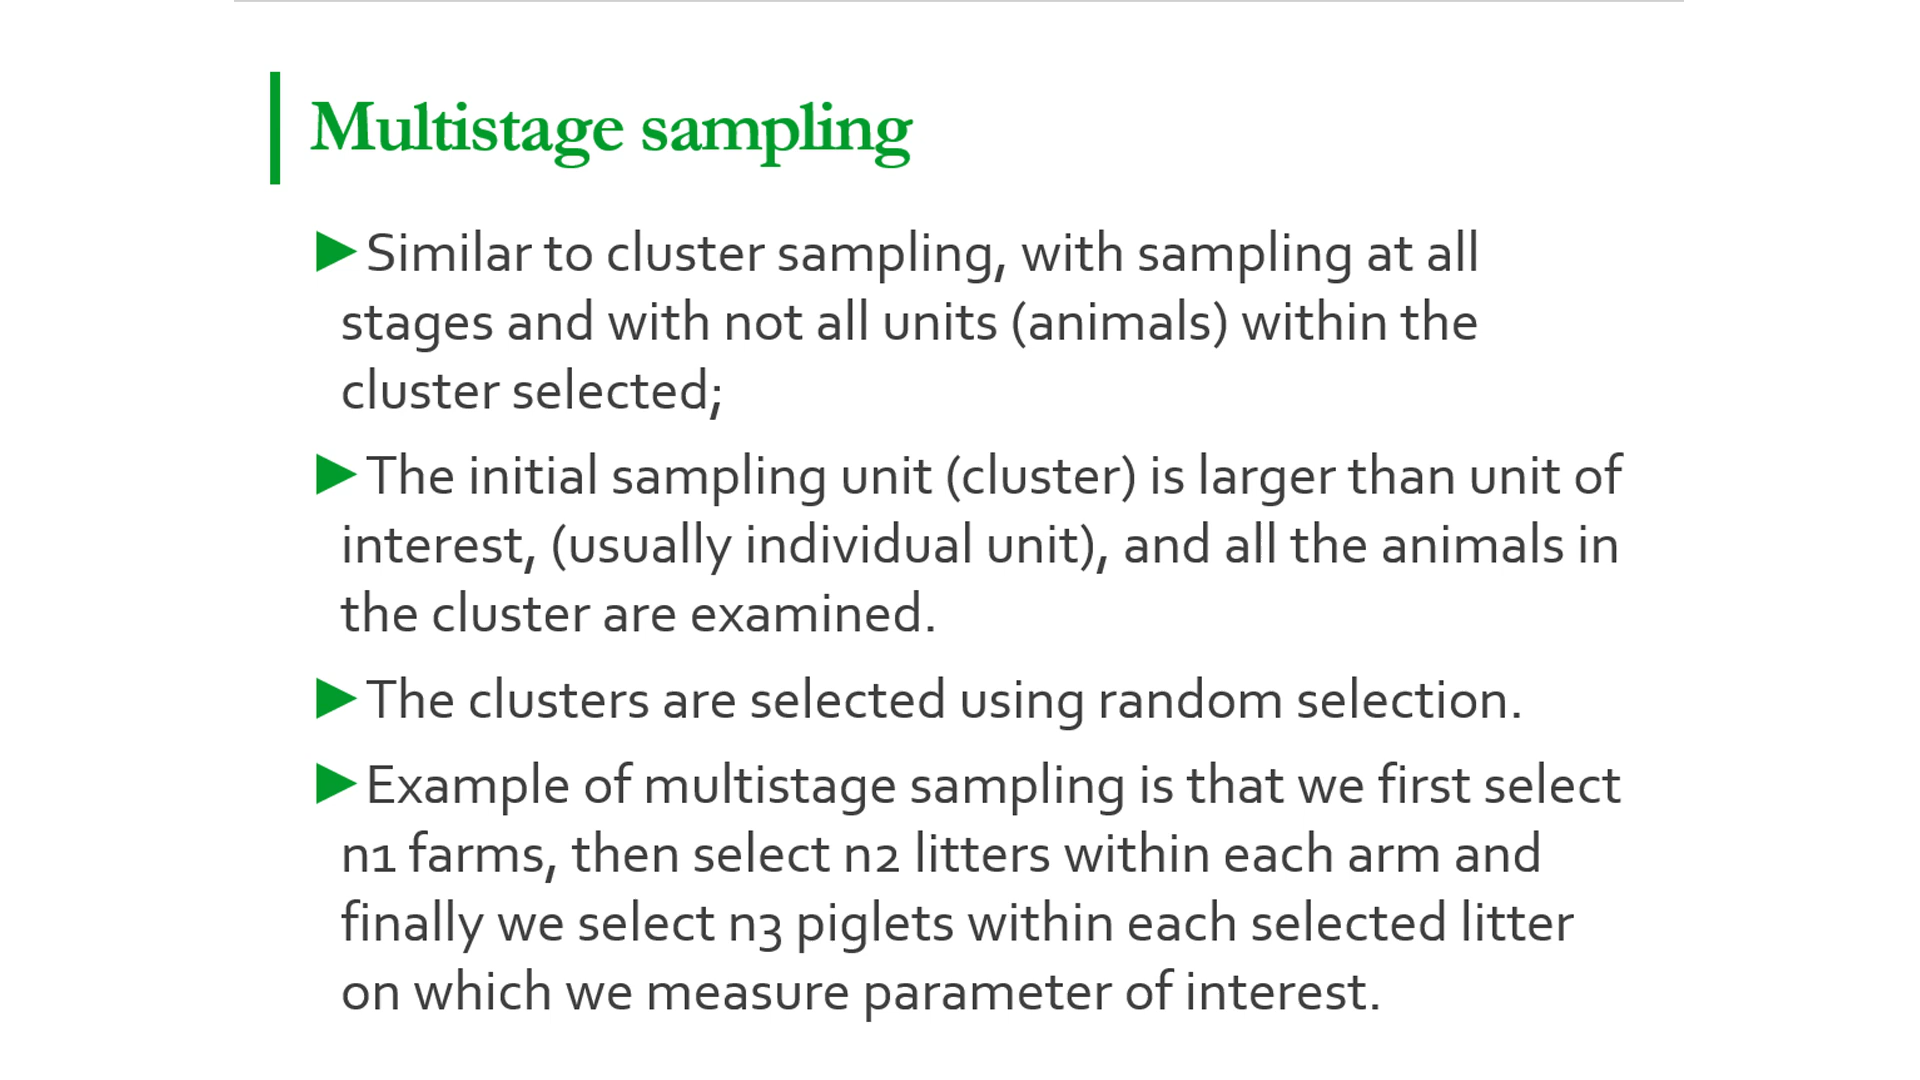 Multistage sampling
►Similar to cluster sampling, with sampling at all
stages and with not all units (animals) within the
cluster selected;
►The initial sampling unit (cluster) is larger than unit of
interest, (usually individual unit), and all the animals in
the cluster are examined.
►The clusters are selected using random selection.
►Example of multistage sampling is that we first select
n1 farms, then select n2 litters within each arm and
finally we select n3 piglets within each selected litter
on which we measure parameter of interest.